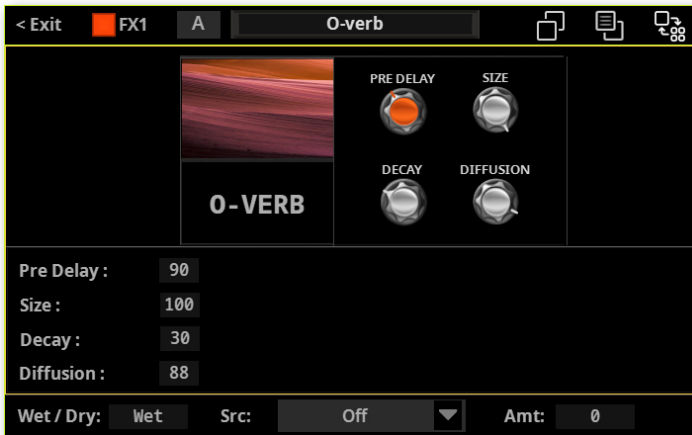 < Exit FX1 A O-verb
PRE DELAY SIZE
DECAY DIFFUSION
O-VERB
Pre Delay : 90
Size : 100
Decay : 30
Diffusion : 88
Wet / Dry: Wet Src: Off Amt: 0